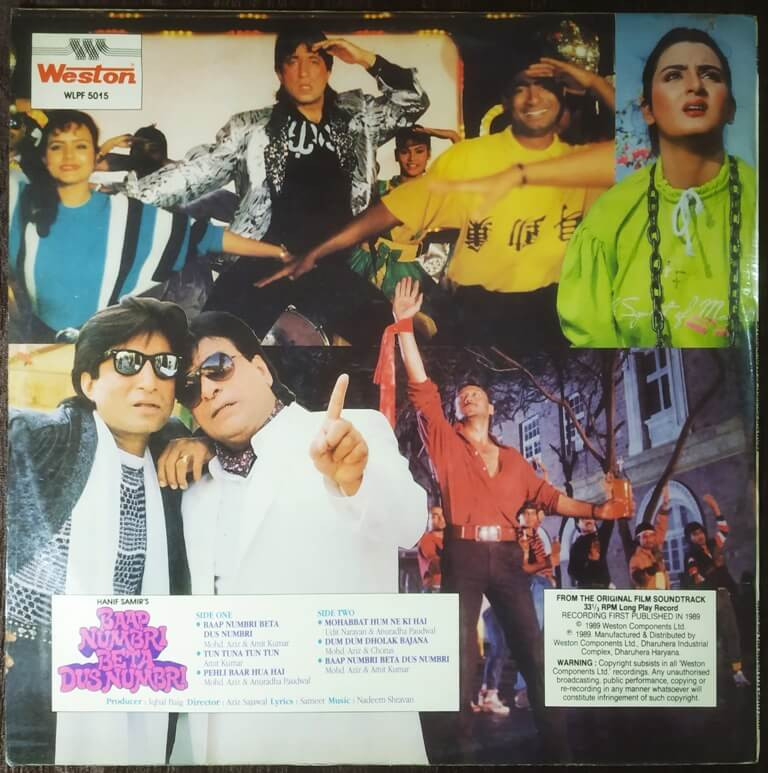 Weston
WLPF 5015
自動車
Spirit of M
HANIF SAMIR'S
BAAP
NUMBRI
BETA
DUS NUMBRI
SIDE ONE
• BAAP NUMBRI BETA
DUS NUMBRI
Mohd. Aziz & Amit Kumar
• TUN TUNA TUN TUN
Amit Kumar
• PEHLI BAAR HUA HAI
Mohd. Aziz & Anuradha Paudwal
SIDE TWO
• MOHABBAT HUM NE KI HAI
Udit Narayan & Anuradha Paudwal
• DUM DUM DHOLAK BAJANA
Mohd. Aziz & Chorus
• BAAP NUMBRI BETA DUS NUMBRI
Mohd. Aziz & Amit Kumar
Producer : Iqbal Baig Director : Aziz Sajawal Lyrics : Sameer Music : Nadeem Shravan
FROM THE ORIGINAL FILM SOUNDTRACK
33⅓ RPM Long Play Record
RECORDING FIRST PUBLISHED IN 1989
© 1989 Weston Components Ltd.
℗ 1989. Manufactured & Distributed by
Weston Components Ltd., Dharuhera Industrial
Complex, Dharuhera Haryana.
WARNING : Copyright subsists in all 'Weston
Components Ltd.' recordings. Any unauthorised
broadcasting, public performance, copying or
re-recording in any manner whatsoever will
constitute infringement of such copyright.